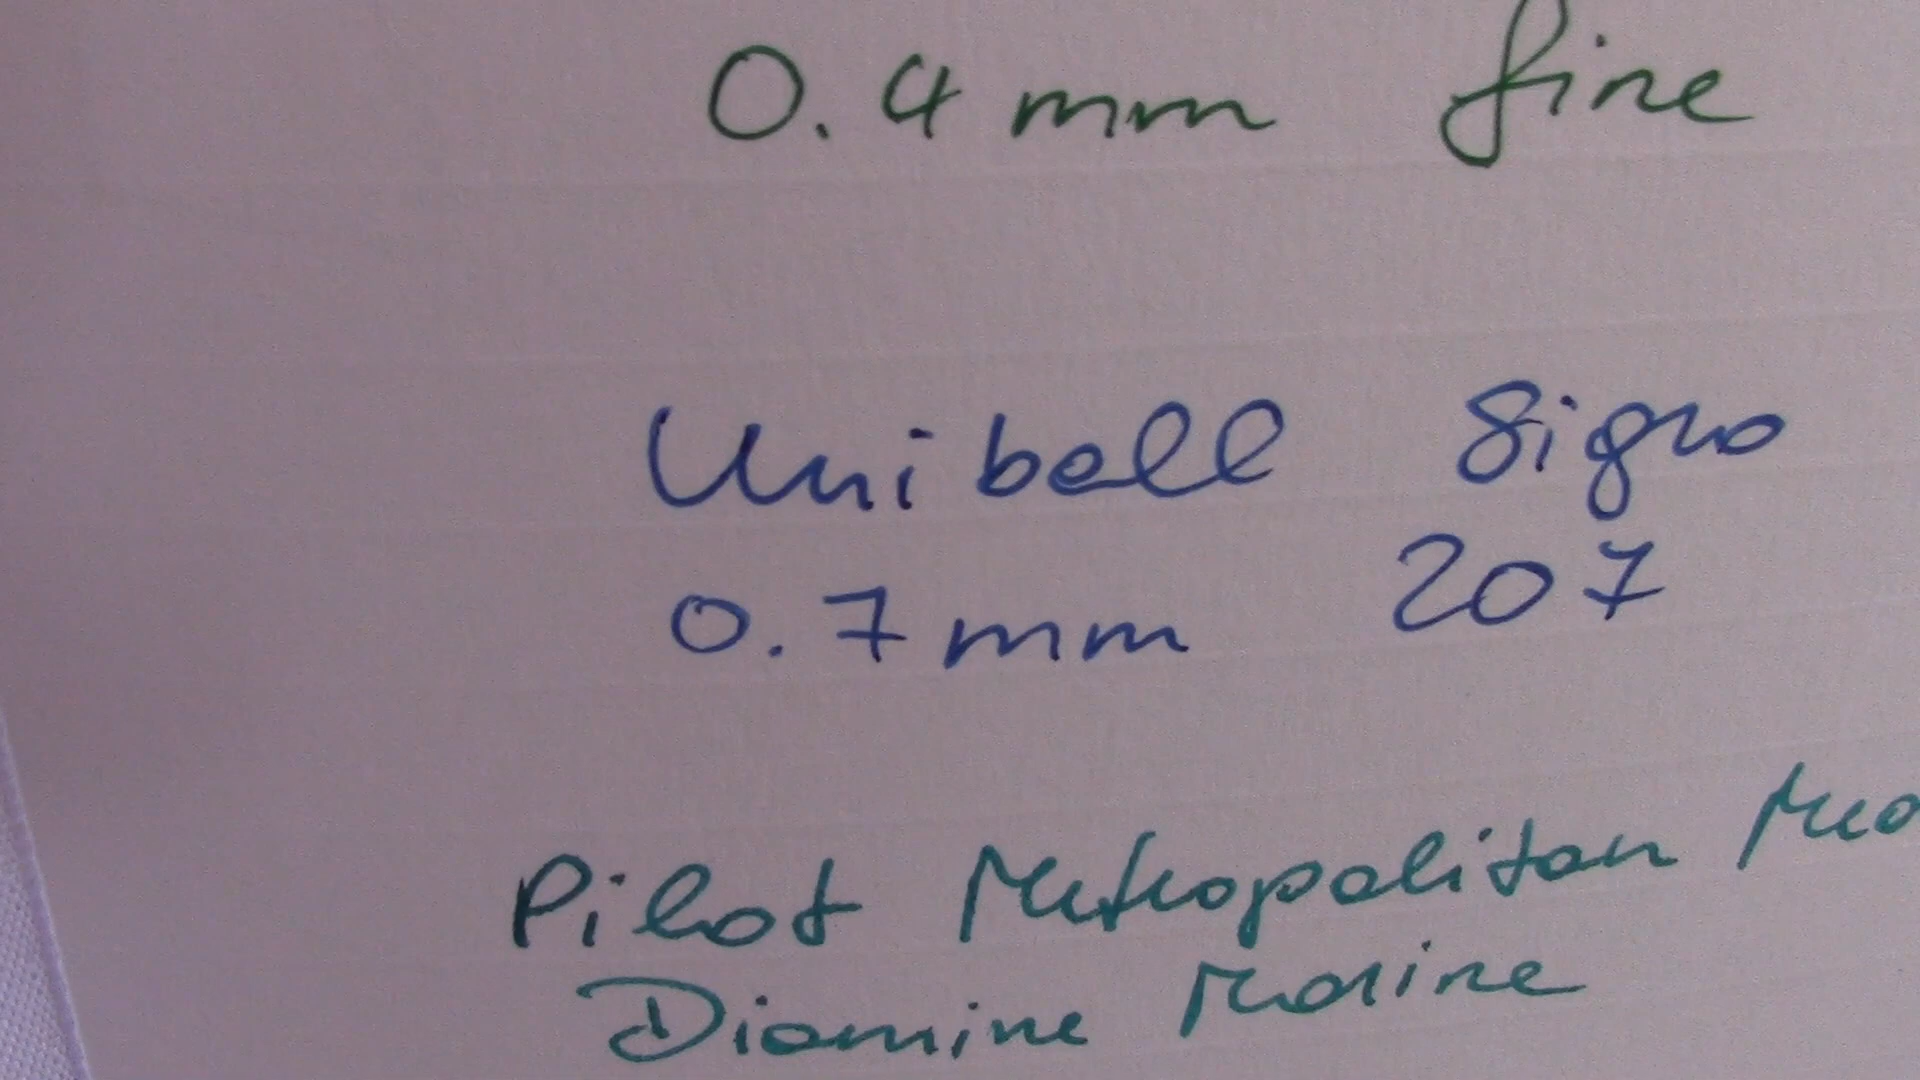 0.4 mm fine
Uniball Signo
0.7 mm 207
Pilot Metropolitan
Diamine Marine